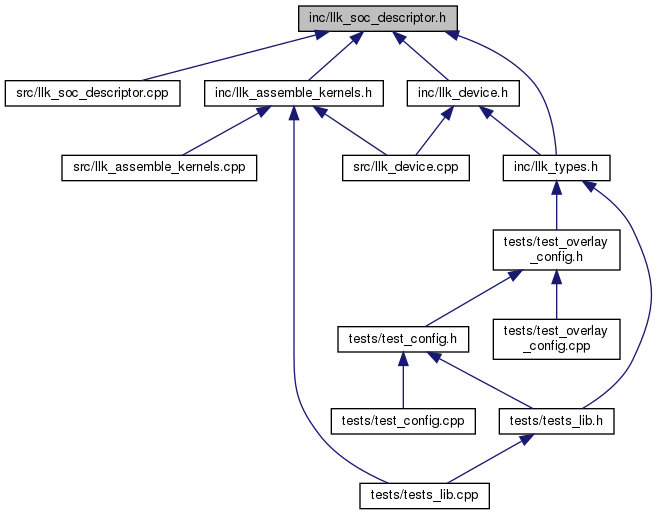 inc/llk_soc_descriptor.h
src/llk_soc_descriptor.cpp
inc/llk_assemble_kernels.h
inc/llk_device.h
src/llk_assemble_kernels.cpp
src/llk_device.cpp
inc/llk_types.h
tests/test_overlay
_config.h
tests/test_config.h
tests/test_overlay
_config.cpp
tests/test_config.cpp
tests/tests_lib.h
tests/tests_lib.cpp